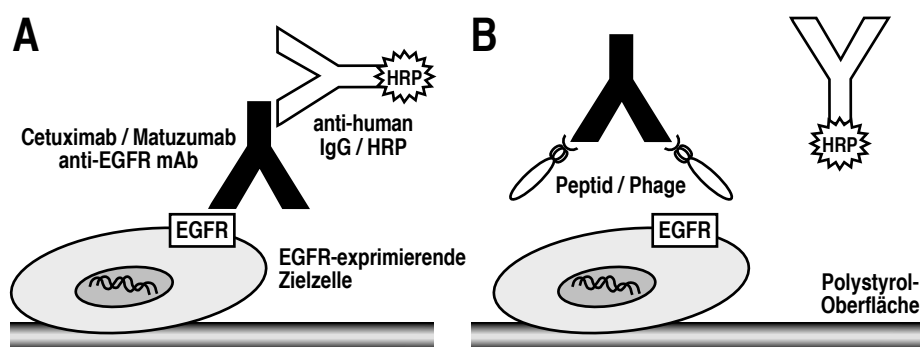 A
HRP
Cetuximab / Matuzumab
anti-EGFR mAb
anti-human
IgG / HRP
EGFR
EGFR-exprimierende
Zielzelle
B
HRP
Peptid / Phage
EGFR
Polystyrol-
Oberfläche